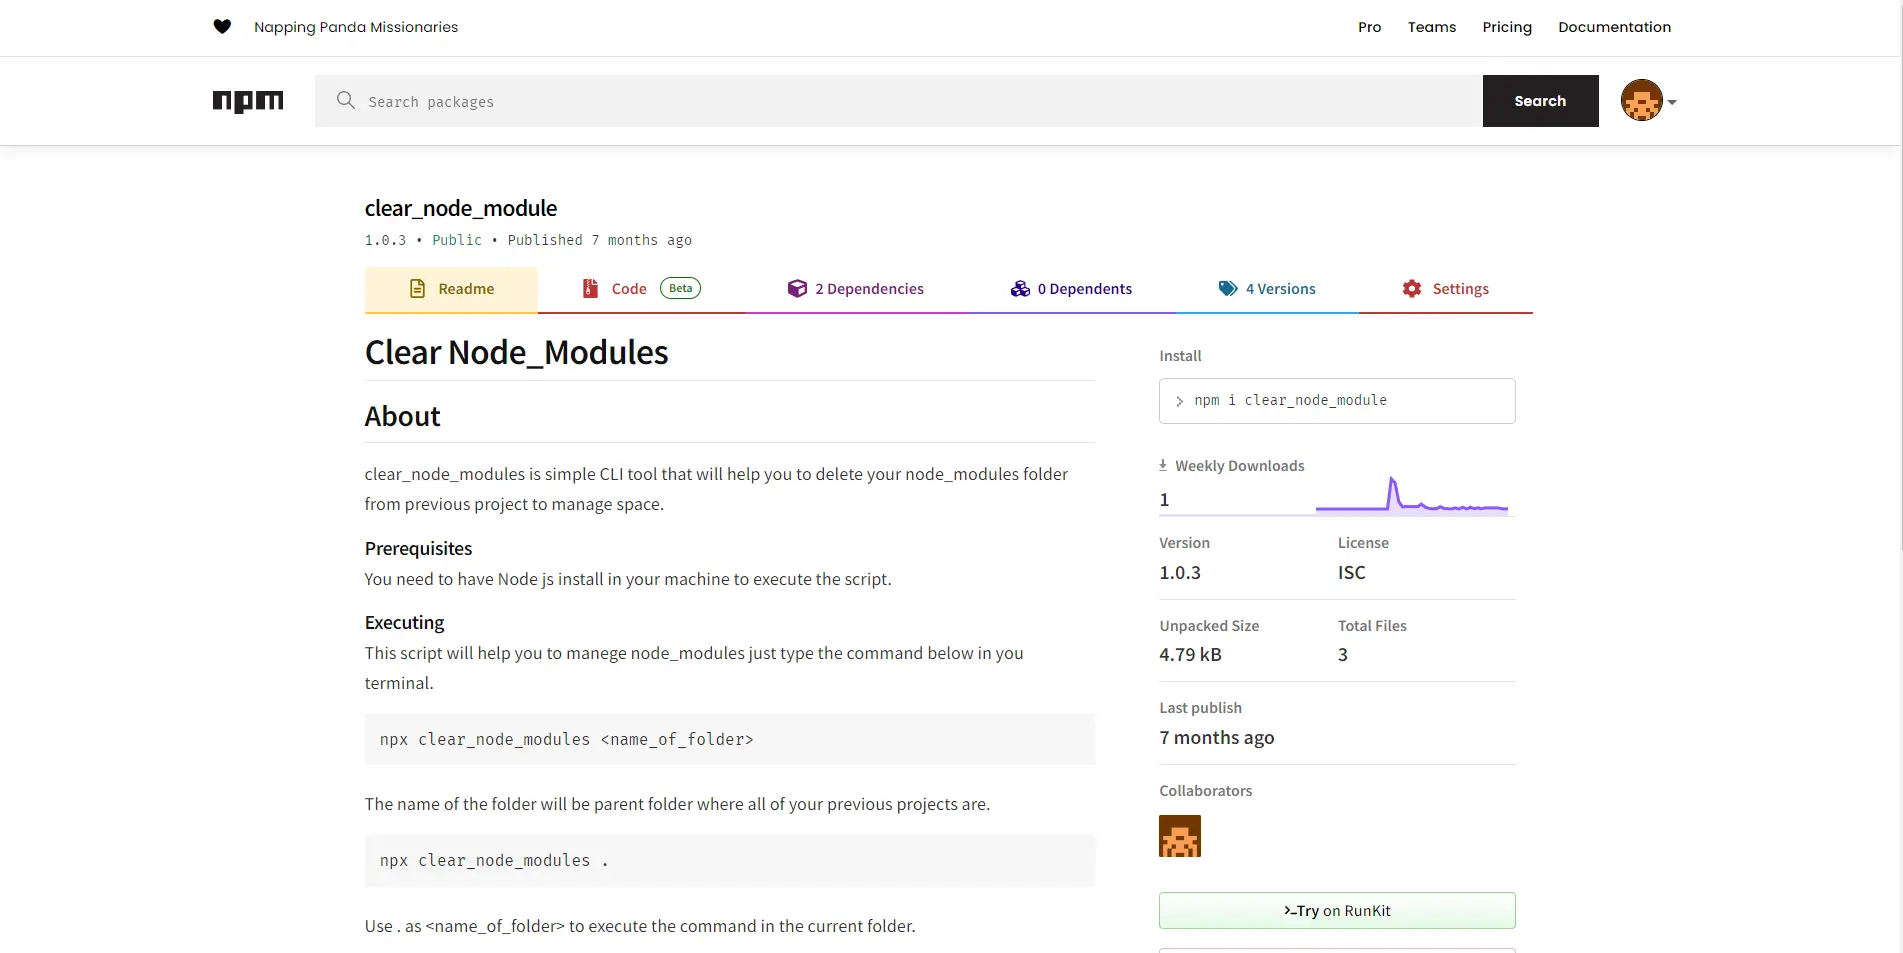 Napping Panda Missionaries
Pro Teams Pricing Documentation
npm
Search packages
Search
clear_node_module
1.0.3 • Public • Published 7 months ago
Readme
Code Beta
2 Dependencies
0 Dependents
4 Versions
Settings
Clear Node_Modules
About
clear_node_modules is simple CLI tool that will help you to delete your node_modules folder
from previous project to manage space.
Prerequisites
You need to have Node js install in your machine to execute the script.
Executing
This script will help you to manege node_modules just type the command below in you
terminal.
npx clear_node_modules <name_of_folder>
The name of the folder will be parent folder where all of your previous projects are.
npx clear_node_modules .
Use . as <name_of_folder> to execute the command in the current folder.
Install
> npm i clear_node_module
Weekly Downloads
1
Version
1.0.3
License
ISC
Unpacked Size
4.79 kB
Total Files
3
Last publish
7 months ago
Collaborators
>_Try on RunKit